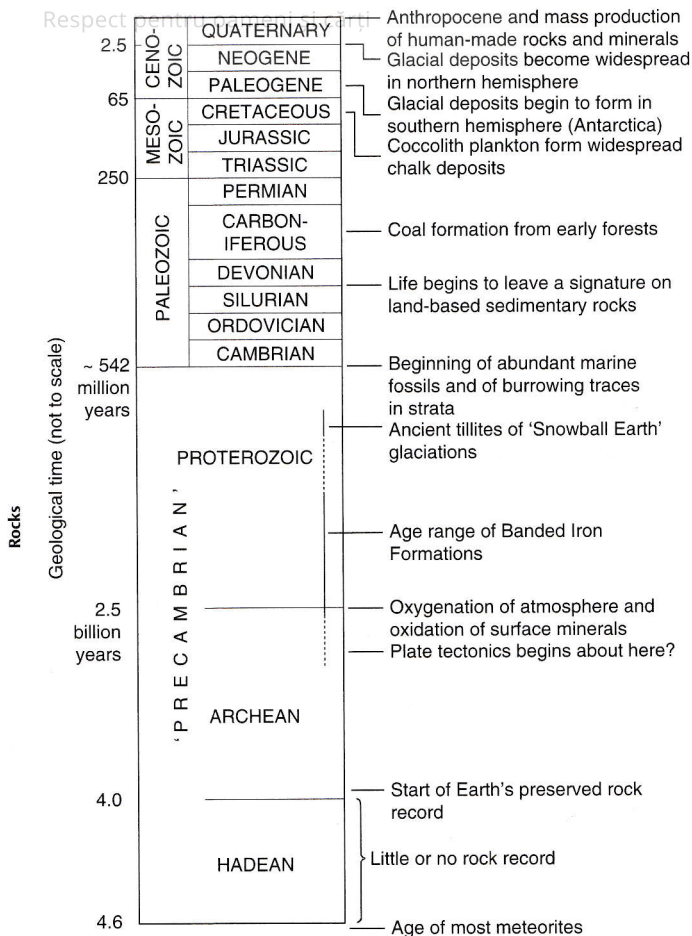 Respect pentru oameni și cărți
Anthropocene and mass production
of human-made rocks and minerals
Glacial deposits become widespread
in northern hemisphere
Glacial deposits begin to form in
southern hemisphere (Antarctica)
Coccolith plankton form widespread
chalk deposits
Coal formation from early forests
Life begins to leave a signature on
land-based sedimentary rocks
Beginning of abundant marine
fossils and of burrowing traces
in strata
Ancient tillites of 'Snowball Earth'
glaciations
Age range of Banded Iron
Formations
Oxygenation of atmosphere and
oxidation of surface minerals
Plate tectonics begins about here?
Start of Earth's preserved rock
record
Little or no rock record
Age of most meteorites
QUATERNARY
NEOGENE
PALEOGENE
CRETACEOUS
JURASSIC
TRIASSIC
PERMIAN
CARBON-
IFEROUS
DEVONIAN
SILURIAN
ORDOVICIAN
CAMBRIAN
PROTEROZOIC
ARCHEAN
HADEAN
CENO-
ZOIC
MESO-
ZOIC
PALEOZOIC
'PRECAMBRIAN'
2.5
65
250
~ 542
million
years
2.5
billion
years
4.0
4.6
Geological time (not to scale)
Rocks